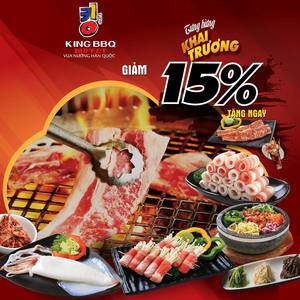 KING BBQ
BUFFET
VUA NƯỚNG HÀN QUỐC
Tưng bừng
KHAI
TRƯƠNG
GIẢM
15%
TẶNG NGAY